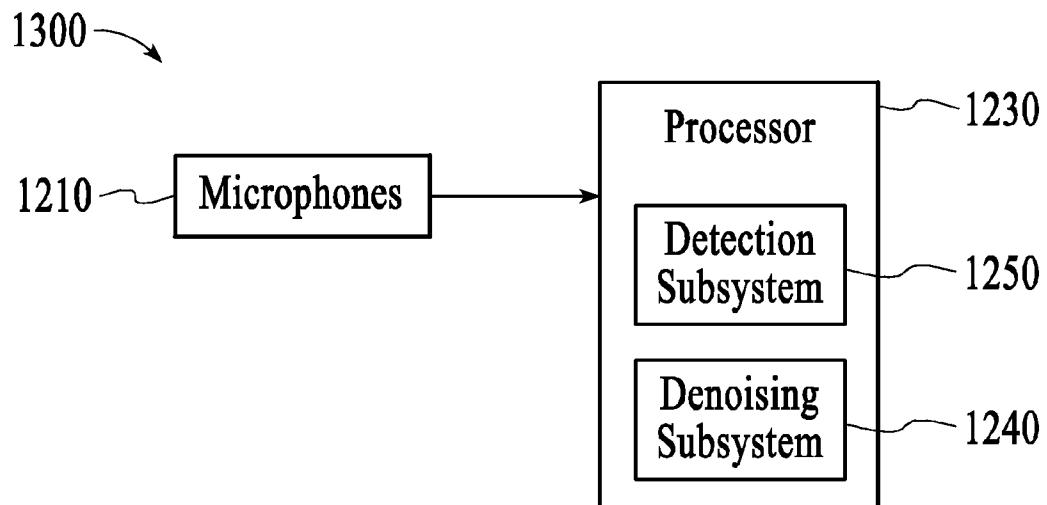 1300
Processor
1230
1210
Microphones
Detection
Subsystem
1250
Denoising
Subsystem
1240